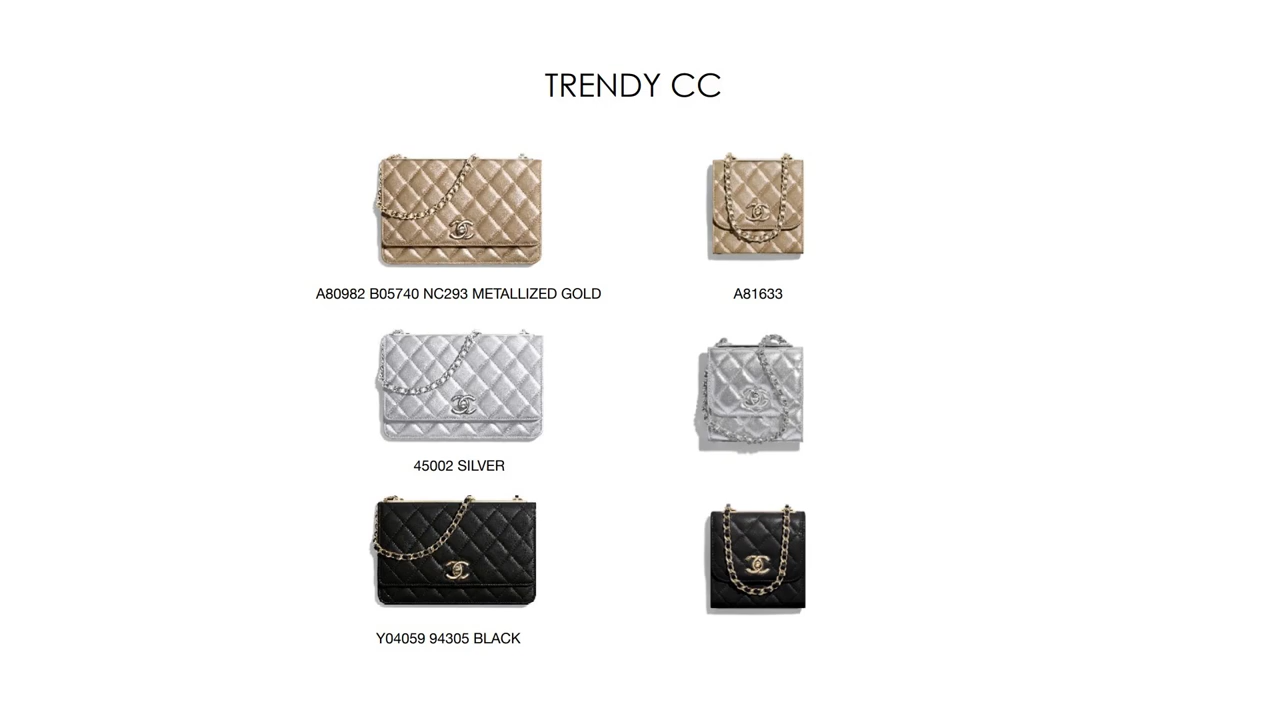 TRENDY CC
A80982 B05740 NC293 METALLIZED GOLD
A81633
45002 SILVER
Y04059 94305 BLACK